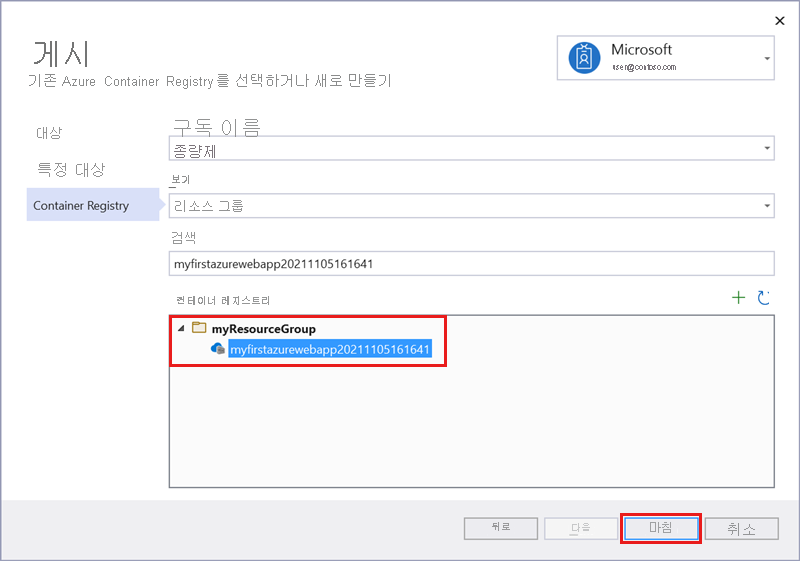 게시
기존 Azure Container Registry를 선택하거나 새로 만들기
Microsoft
user@contoso.com
대상
특정 대상
Container Registry
구독 이름
종량제
보기
리소스 그룹
검색
myfirstazurewebapp20211105161641
컨테이너 레지스트리
myResourceGroup
myfirstazurewebapp20211105161641
뒤로
다음
마침
취소